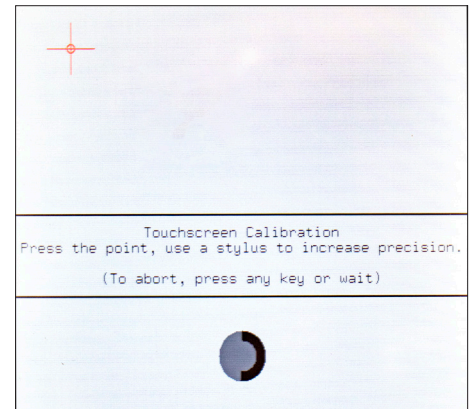 Touchscreen Calibration
Press the point, use a stylus to increase precision.
(To abort, press any key or wait)